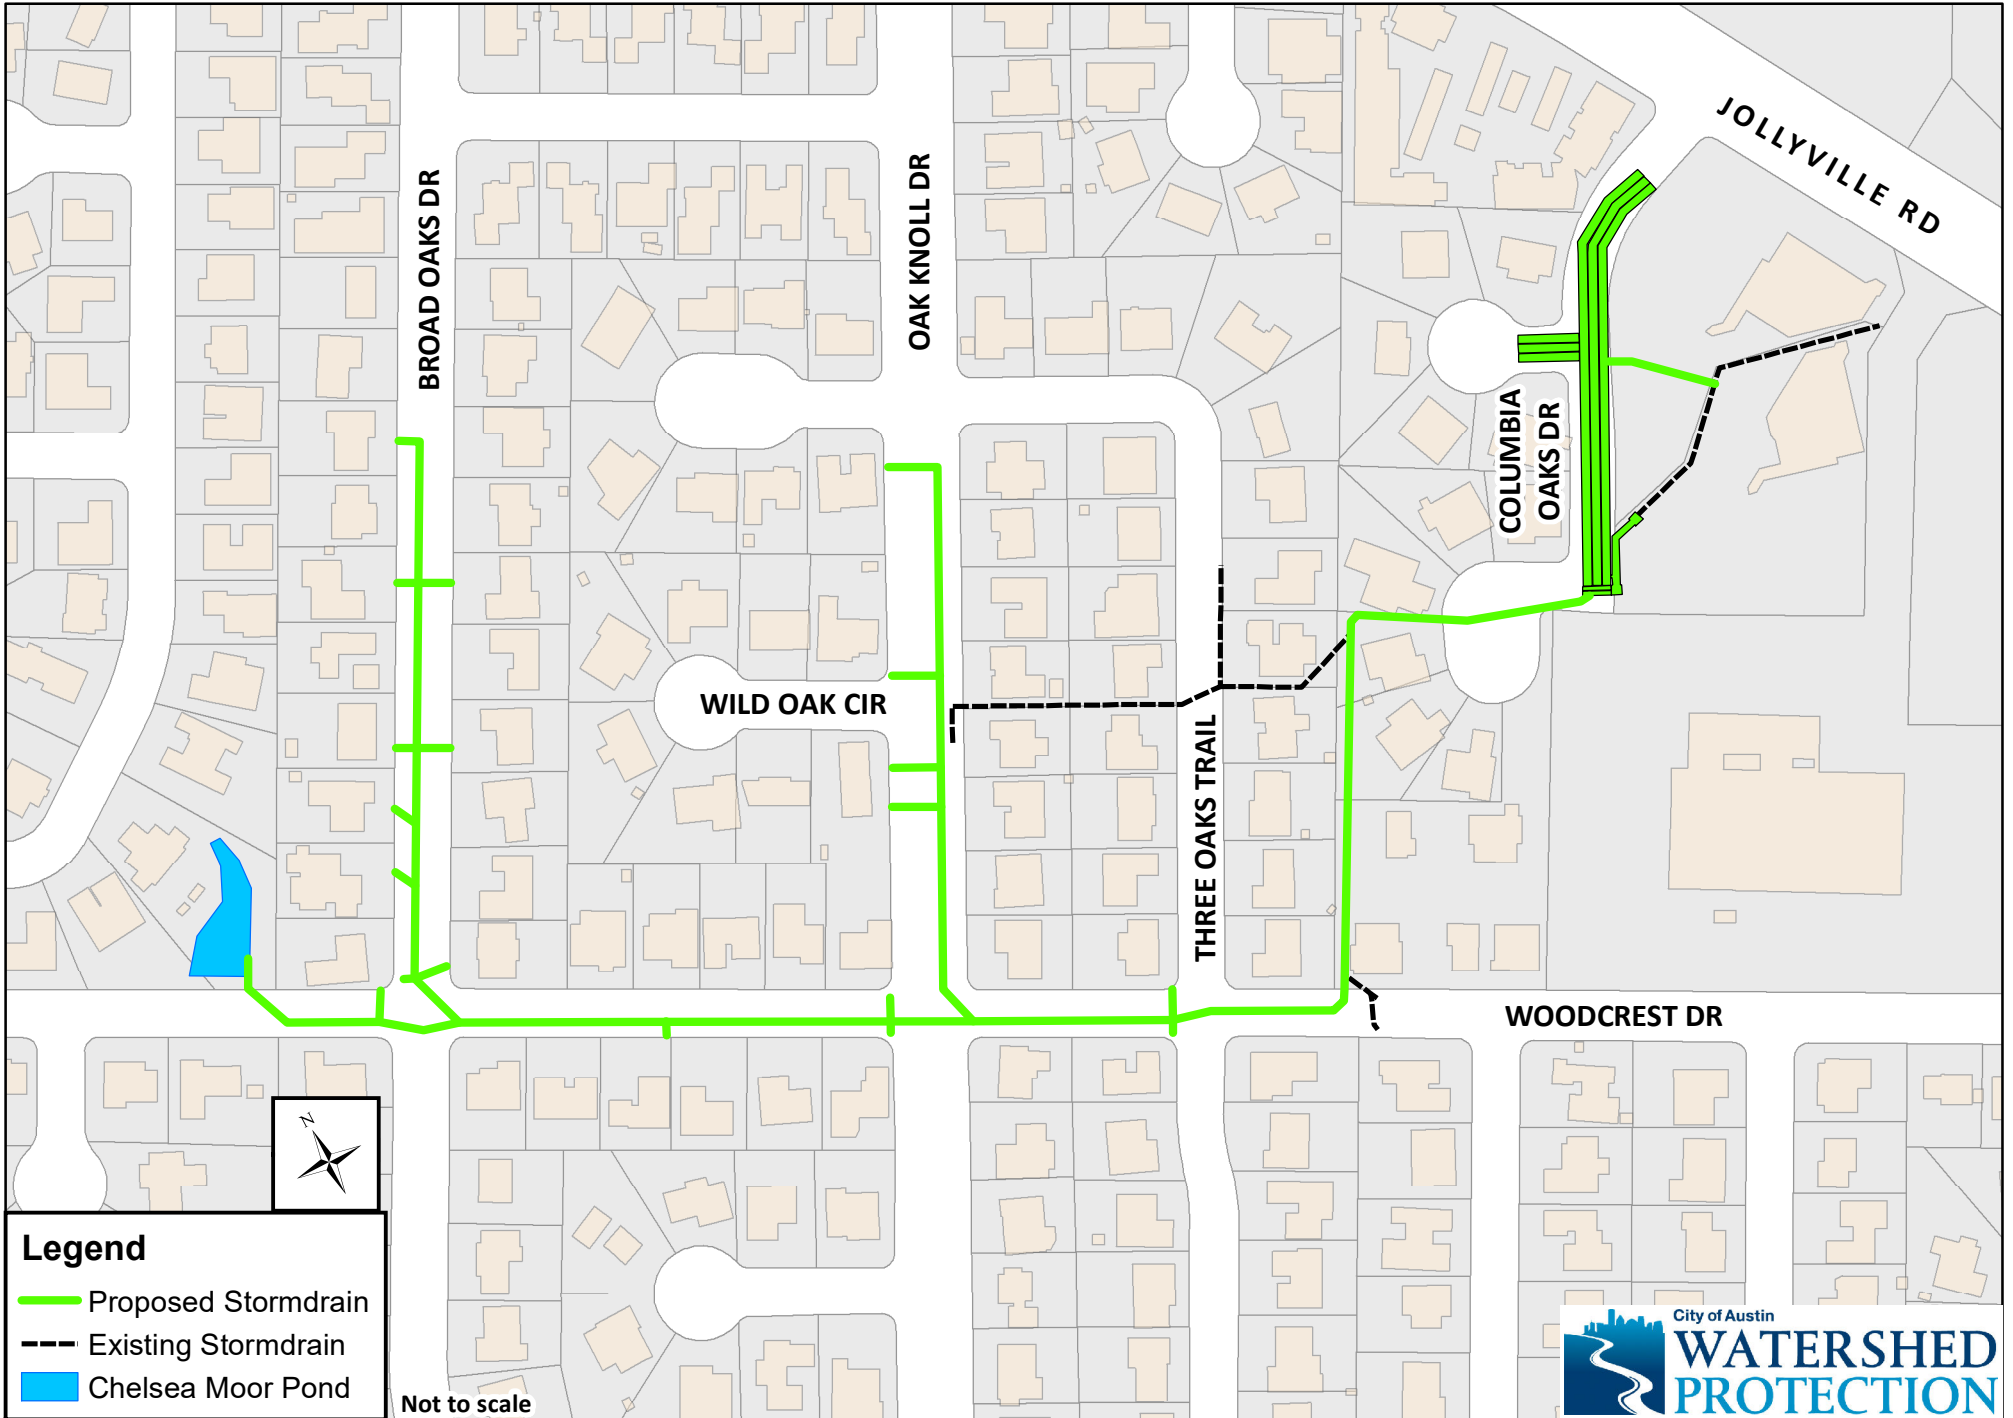 JOLLYVILLE RD
BROAD OAKS DR
OAK KNOLL DR
COLUMBIA
OAKS DR
WILD OAK CIR
THREE OAKS TRAIL
WOODCREST DR
N
Legend
Proposed Stormdrain
Existing Stormdrain
Chelsea Moor Pond
Not to scale
City of Austin
WATERSHED
PROTECTION